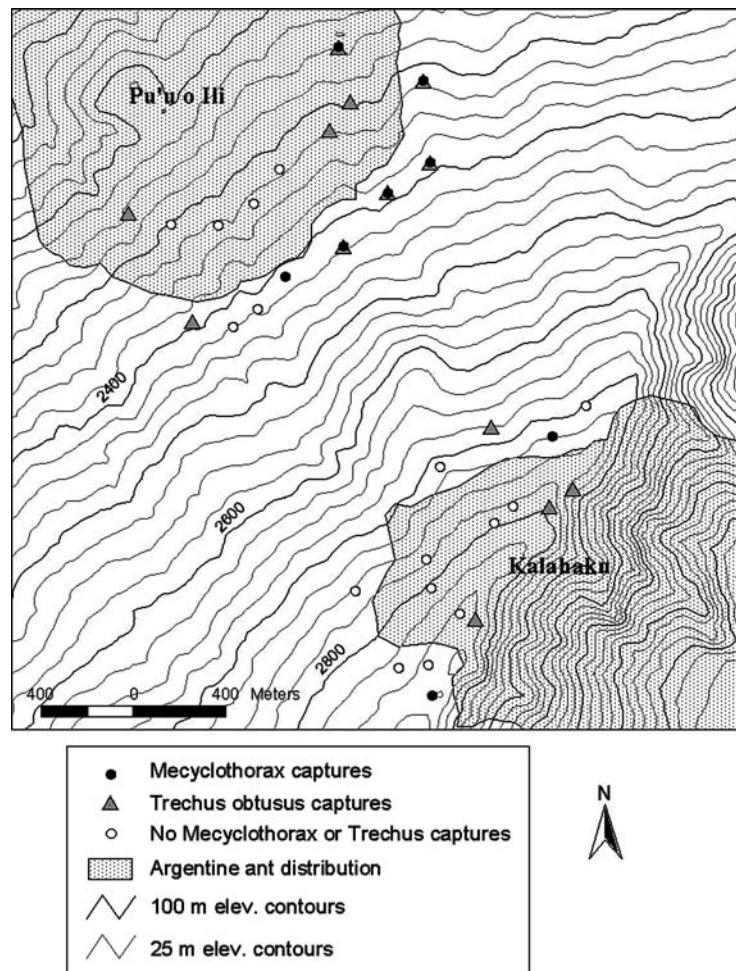 Pu'u o Ili
2400
2600
Kalahaku
2800
400 0 400 Meters
Mecyclothorax captures
Trechus obtusus captures
No Mecyclothorax or Trechus captures
Argentine ant distribution
100 m elev. contours
25 m elev. contours
N